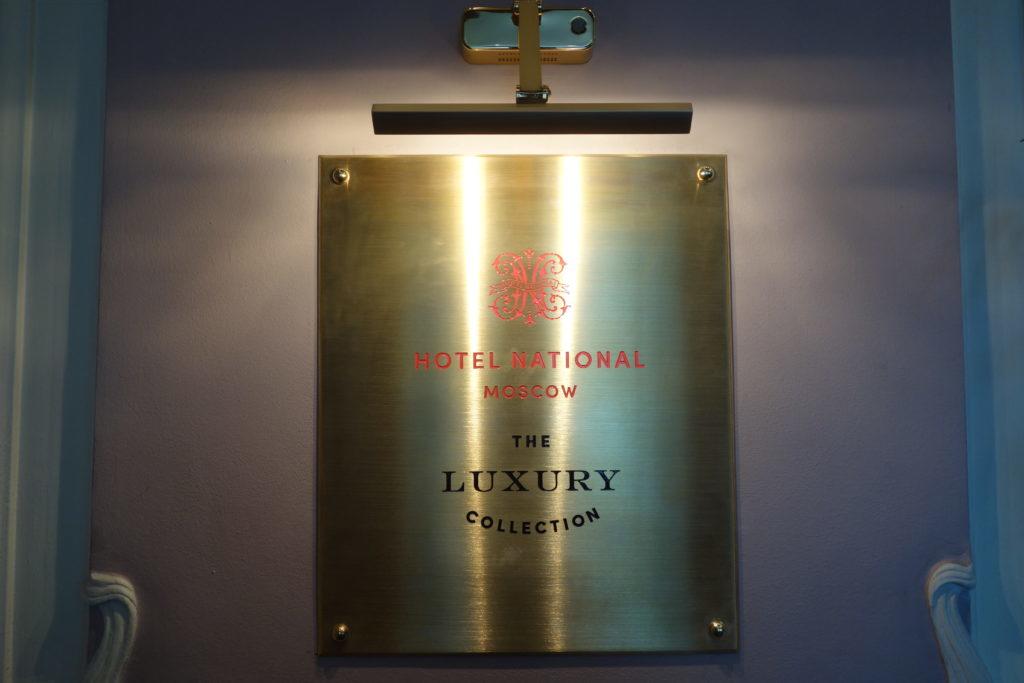 HOTEL NATIONAL
MOSCOW
THE
LUXURY
COLLECTION